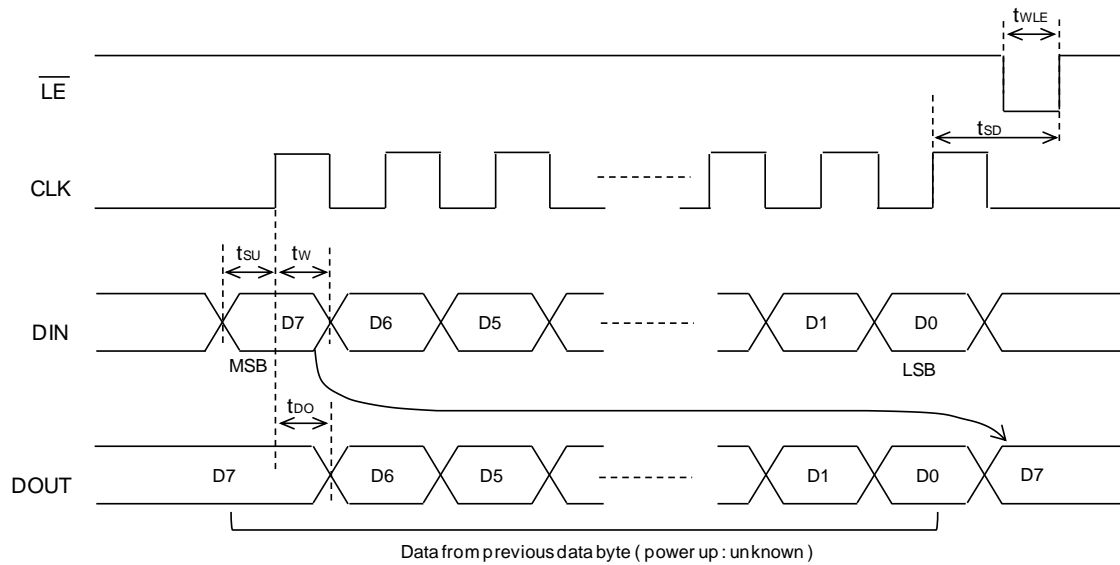 tWLE
LE
tSD
CLK
tSU tW
DIN D7 D6 D5 D1 D0
MSB LSB
tDO
DOUT D7 D6 D5 D1 D0 D7
Data from previous data byte ( power up : unknown )